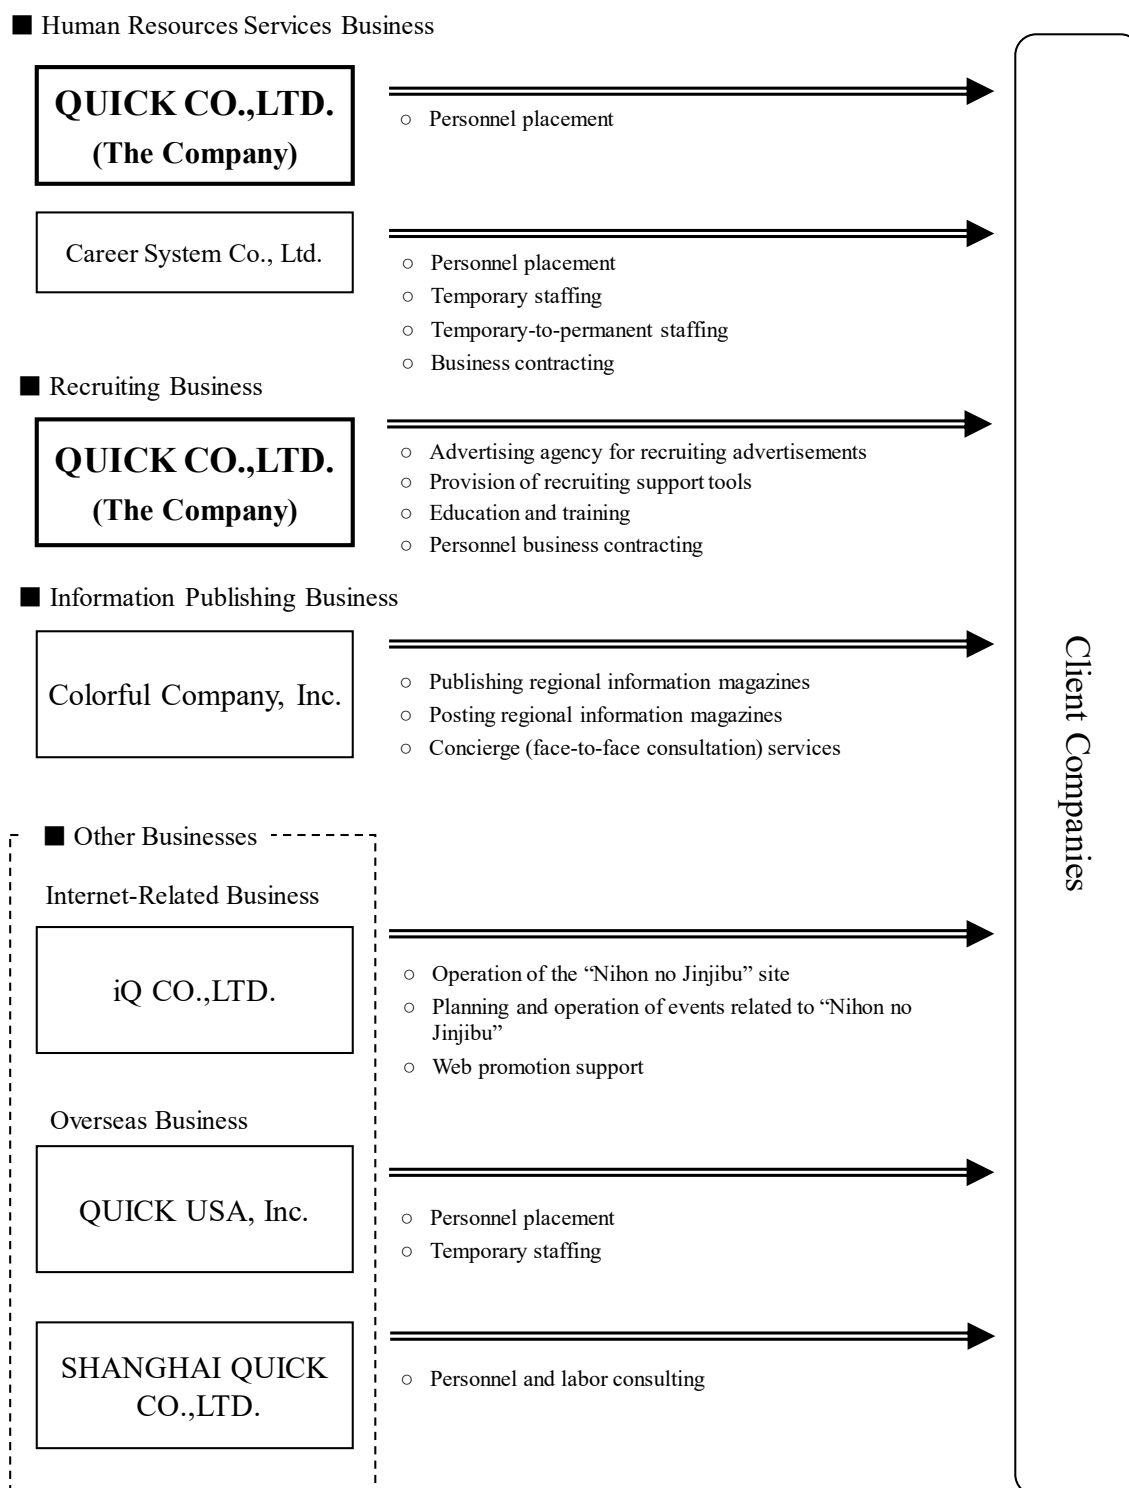 ■ Human Resources Services Business
QUICK CO.,LTD.
(The Company)
○ Personnel placement
Career System Co., Ltd.
○ Personnel placement
○ Temporary staffing
○ Temporary-to-permanent staffing
○ Business contracting
■ Recruiting Business
QUICK CO.,LTD.
(The Company)
○ Advertising agency for recruiting advertisements
○ Provision of recruiting support tools
○ Education and training
○ Personnel business contracting
■ Information Publishing Business
Colorful Company, Inc.
○ Publishing regional information magazines
○ Posting regional information magazines
○ Concierge (face-to-face consultation) services
■ Other Businesses
Internet-Related Business
iQ CO.,LTD.
○ Operation of the “Nihon no Jinjibu” site
○ Planning and operation of events related to “Nihon no
Jinjibu”
○ Web promotion support
Overseas Business
QUICK USA, Inc.
○ Personnel placement
○ Temporary staffing
SHANGHAI QUICK
CO.,LTD.
○ Personnel and labor consulting
Client Companies